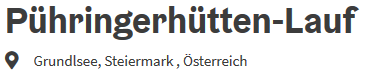 Pühringerhütten-Lauf
Grundlsee, Steiermark , Österreich